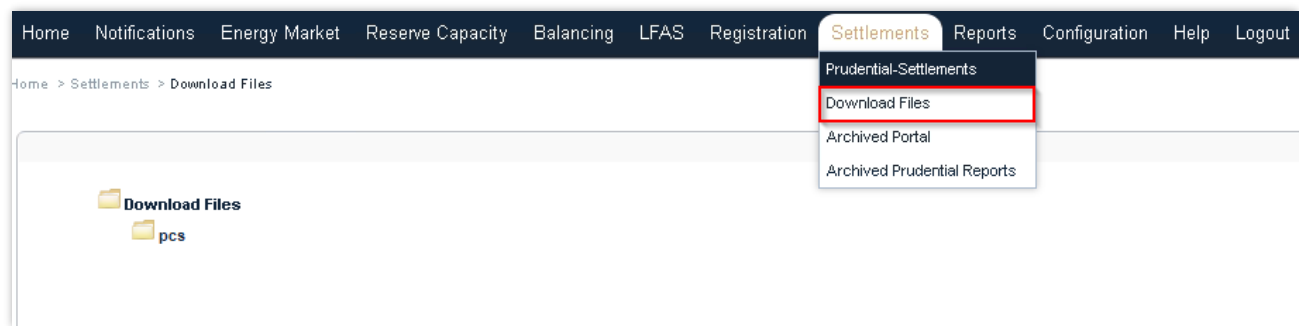 Home Notifications Energy Market Reserve Capacity Balancing LFAS Registration Settlements Reports Configuration Help Logout
Home > Settlements > Download Files
Prudential-Settlements
Download Files
Archived Portal
Archived Prudential Reports
Download Files
pcs